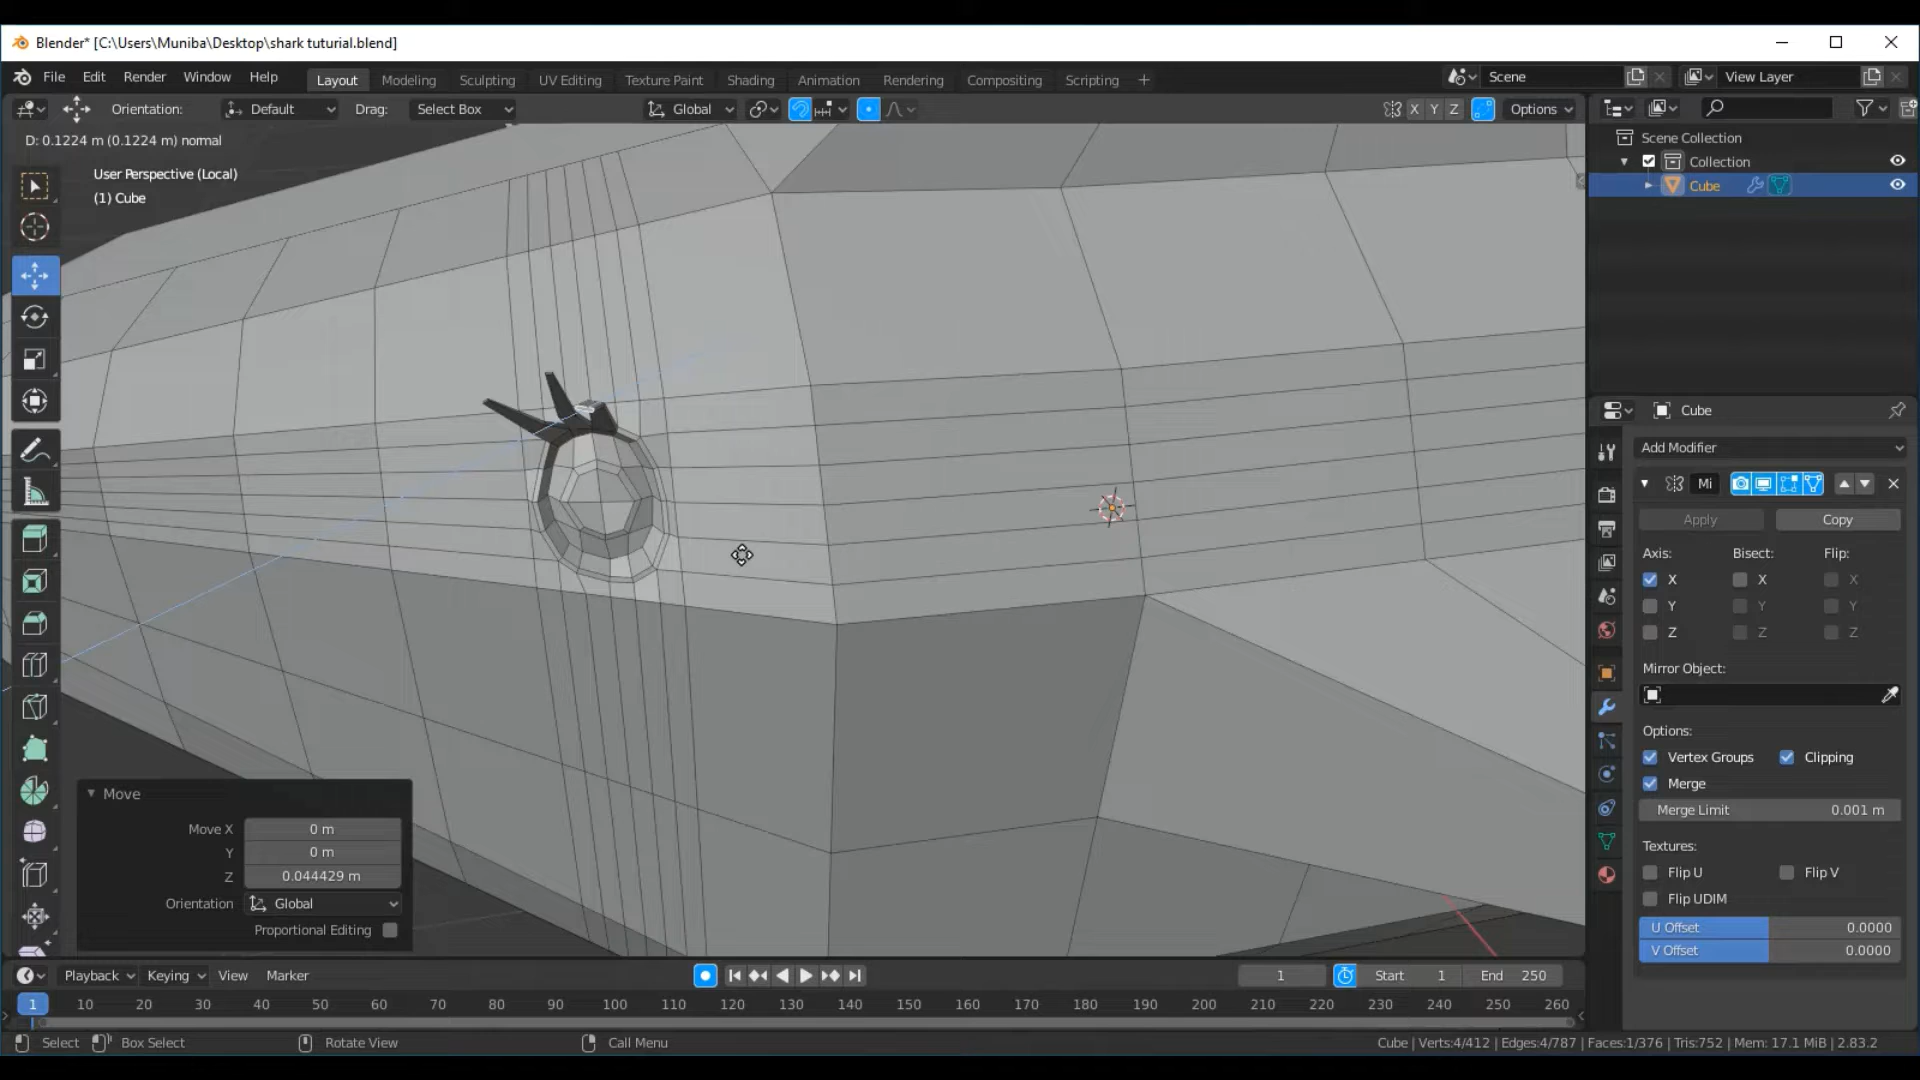 Blender* [C:\Users\Muniba\Desktop\shark tuturial.blend]
File Edit Render Window Help Layout Modeling Sculpting UV Editing Texture Paint Shading Animation Rendering Compositing Scripting + Scene View Layer
Orientation: Default Drag: Select Box Global X Y Z Options
D: 0.1224 m (0.1224 m) normal
User Perspective (Local)
(1) Cube
Scene Collection
Collection
Cube
Cube
Add Modifier
Mi
Apply Copy
Axis: Bisect: Flip:
X X X
Y Y Y
Z Z Z
Mirror Object:
Options:
Vertex Groups Clipping
Merge
Merge Limit 0.001 m
Textures:
Flip U Flip V
Flip UDIM
U Offset 0.0000
V Offset 0.0000
Move
Move X 0 m
Y 0 m
Z 0.044429 m
Orientation Global
Proportional Editing
Playback Keying View Marker 1 Start 1 End 250
1 10 20 30 40 50 60 70 80 90 100 110 120 130 140 150 160 170 180 190 200 210 220 230 240 250 260
Select Box Select Rotate View Call Menu Cube | Verts:4/412 | Edges:4/787 | Faces:1/376 | Tris:752 | Mem: 17.1 MiB | 2.83.2